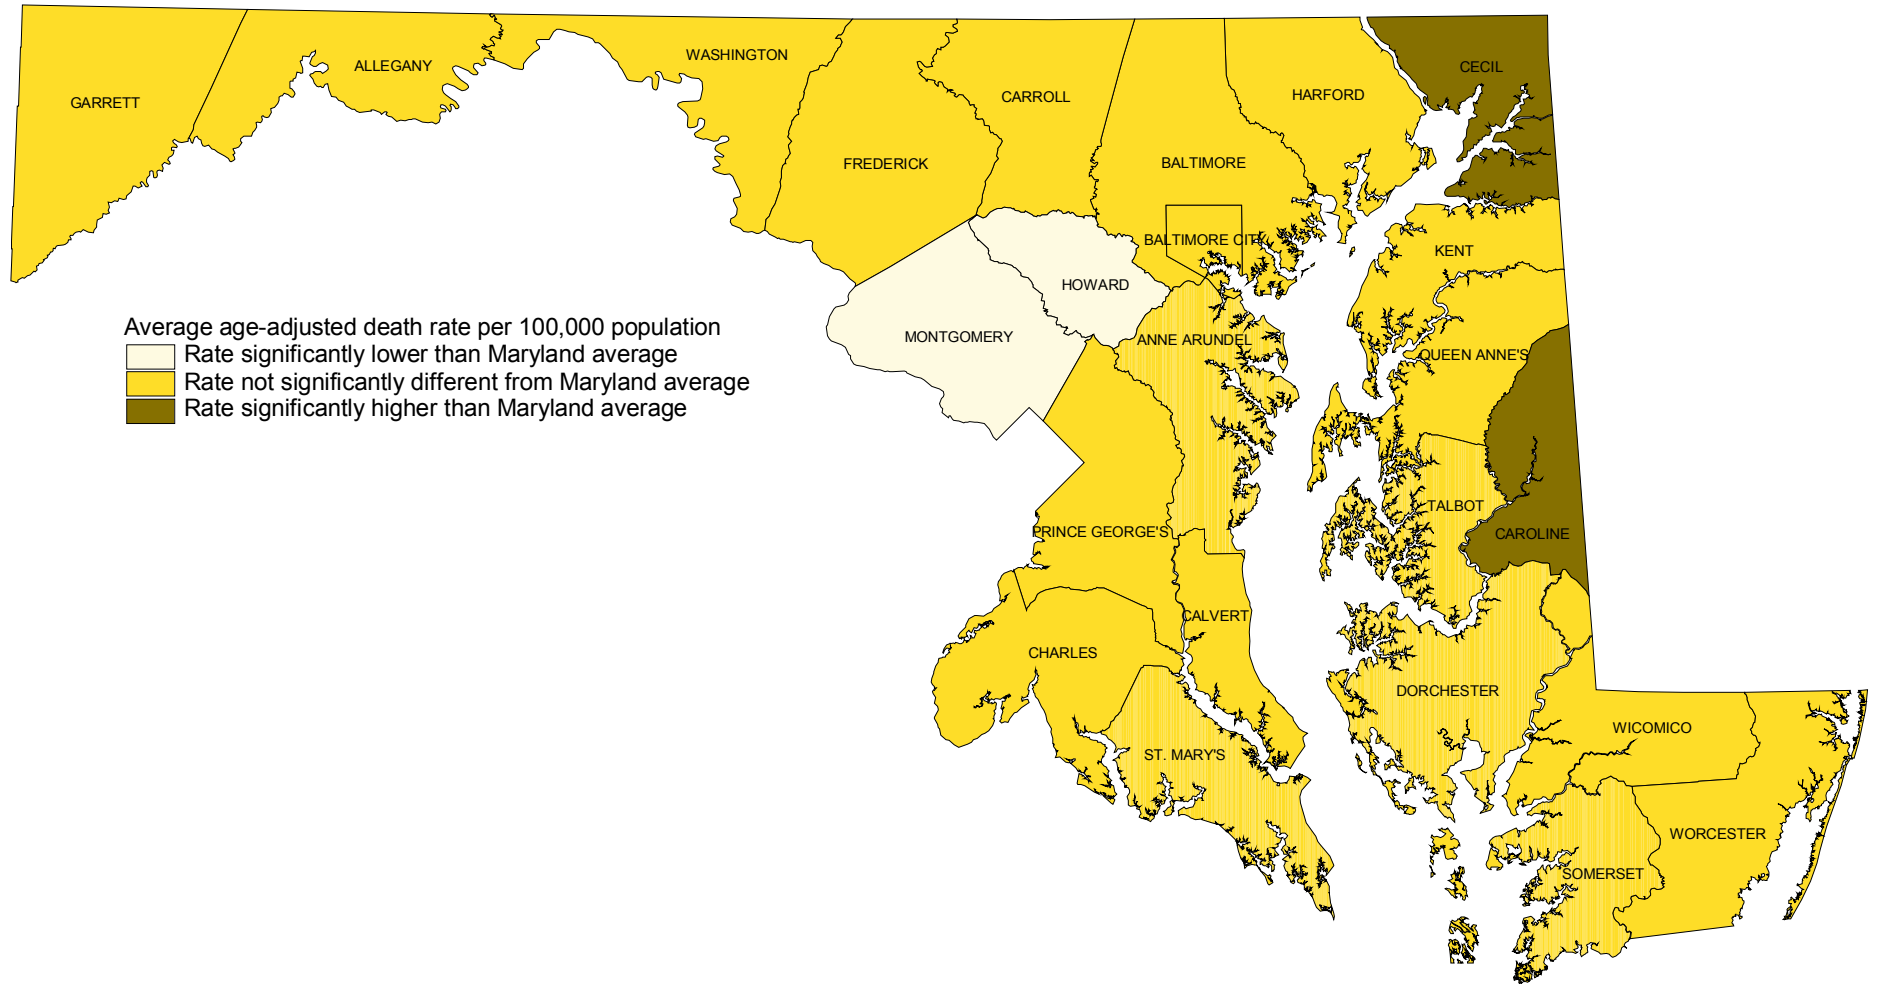 CECIL
WASHINGTON
ALLEGANY
HARFORD
CARROLL
GARRETT
FREDERICK
BALTIMORE
BALTIMORE CITY
KENT
HOWARD
Average age-adjusted death rate per 100,000 population
Rate significantly lower than Maryland average
Rate not significantly different from Maryland average
Rate significantly higher than Maryland average
MONTGOMERY
ANNE ARUNDEL
QUEEN ANNE'S
TALBOT
PRINCE GEORGE'S
CAROLINE
CALVERT
CHARLES
DORCHESTER
WICOMICO
ST. MARY'S
WORCESTER
SOMERSET